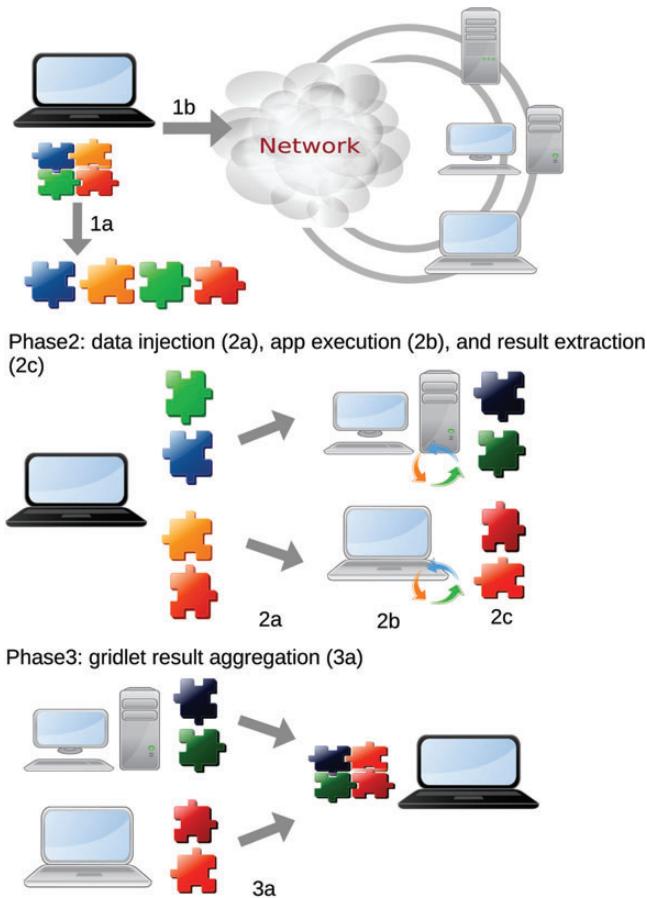 1b
Network
1a
Phase2: data injection (2a), app execution (2b), and result extraction
(2c)
2a
2b
2c
Phase3: gridlet result aggregation (3a)
3a